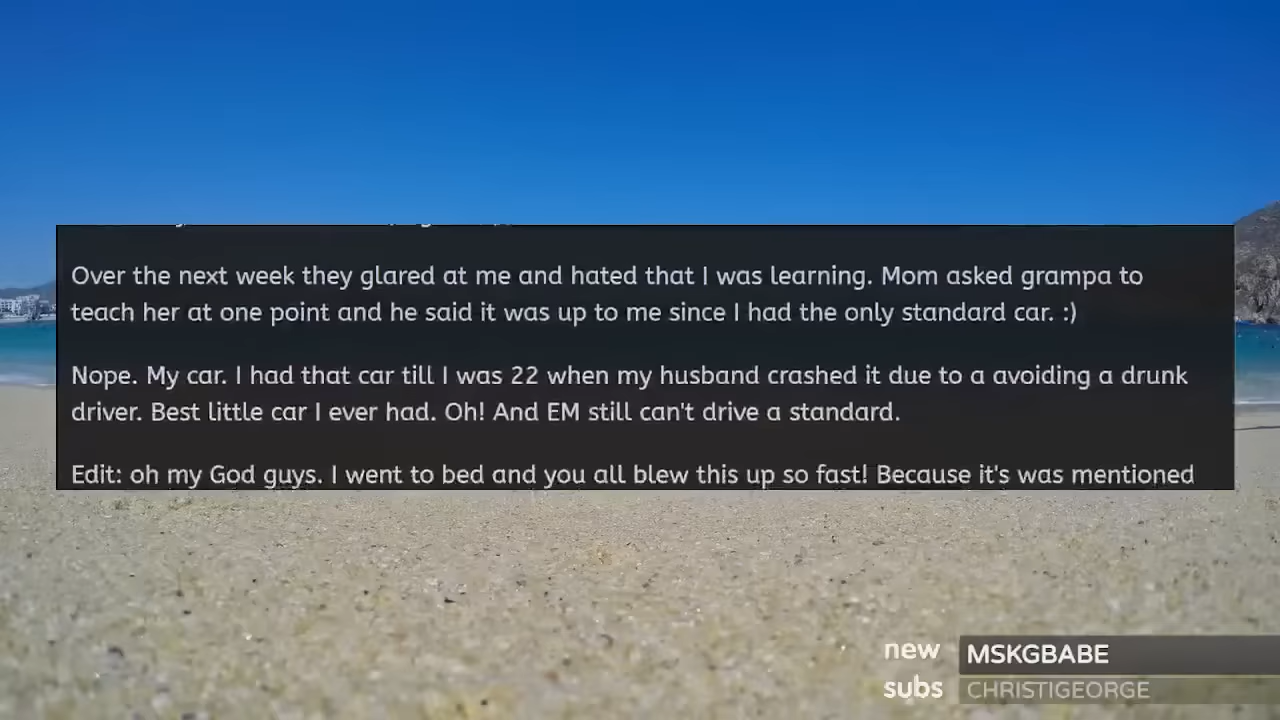 Over the next week they glared at me and hated that I was learning. Mom asked grampa to
teach her at one point and he said it was up to me since I had the only standard car. :)
Nope. My car. I had that car till I was 22 when my husband crashed it due to a avoiding a drunk
driver. Best little car I ever had. Oh! And EM still can't drive a standard.
Edit: oh my God guys. I went to bed and you all blew this up so fast! Because it's was mentioned
new MSKGBABE
subs CHRISTIGEORGE